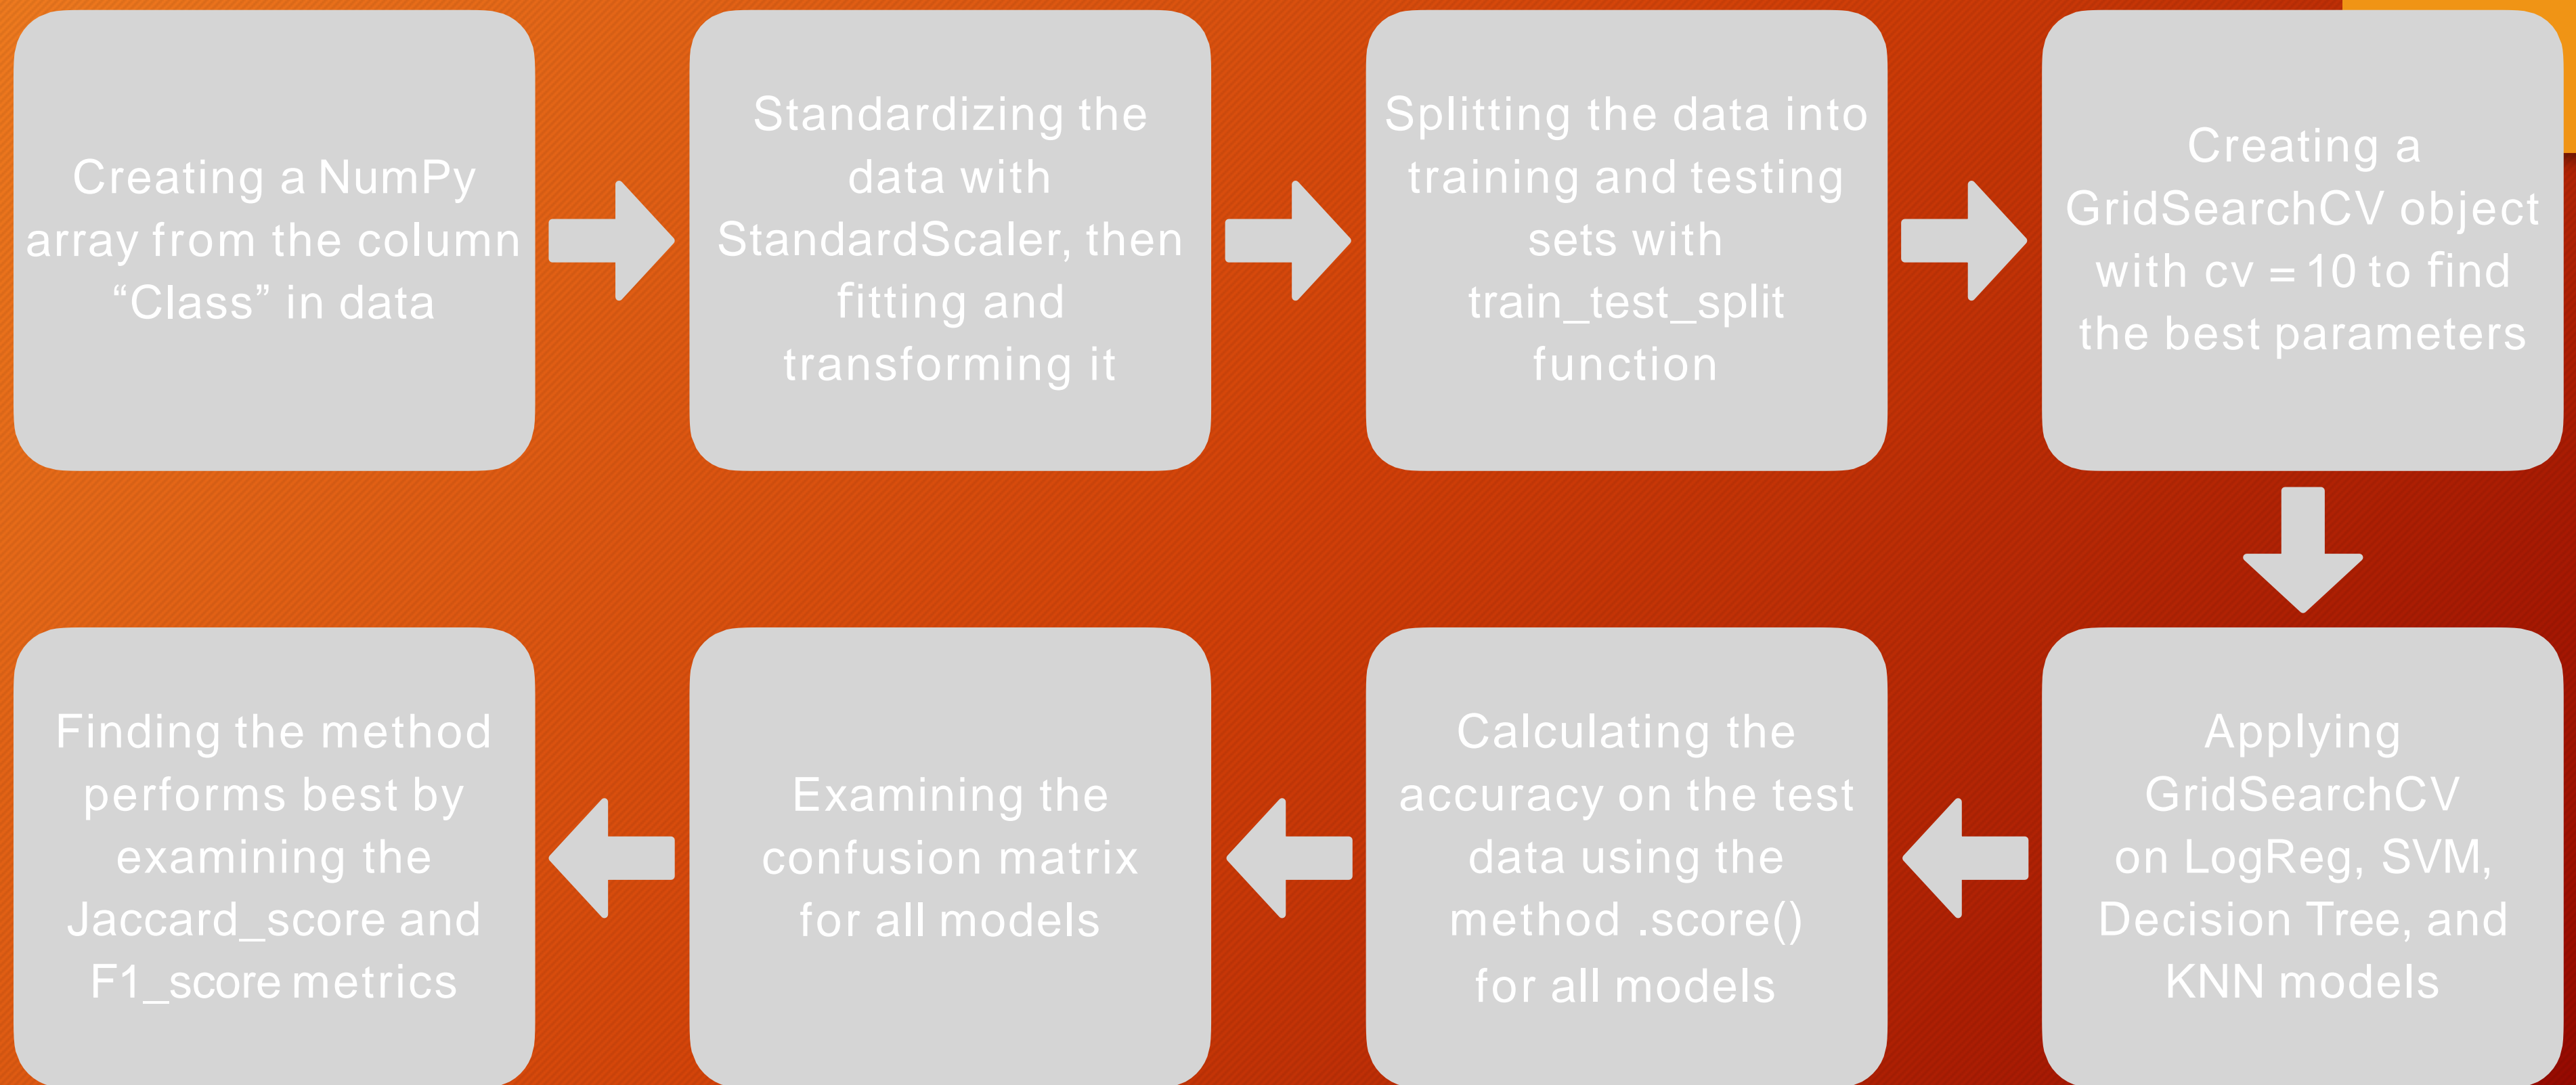 Creating a NumPy
array from the column
“Class” in data
Standardizing the
data with
StandardScaler, then
fitting and
transforming it
Splitting the data into
training and testing
sets with
train_test_split
function
Creating a
GridSearchCV object
with cv = 10 to find
the best parameters
Applying
GridSearchCV
on LogReg, SVM,
Decision Tree, and
KNN models
Calculating the
accuracy on the test
data using the
method .score()
for all models
Examining the
confusion matrix
for all models
Finding the method
performs best by
examining the
Jaccard_score and
F1_score metrics